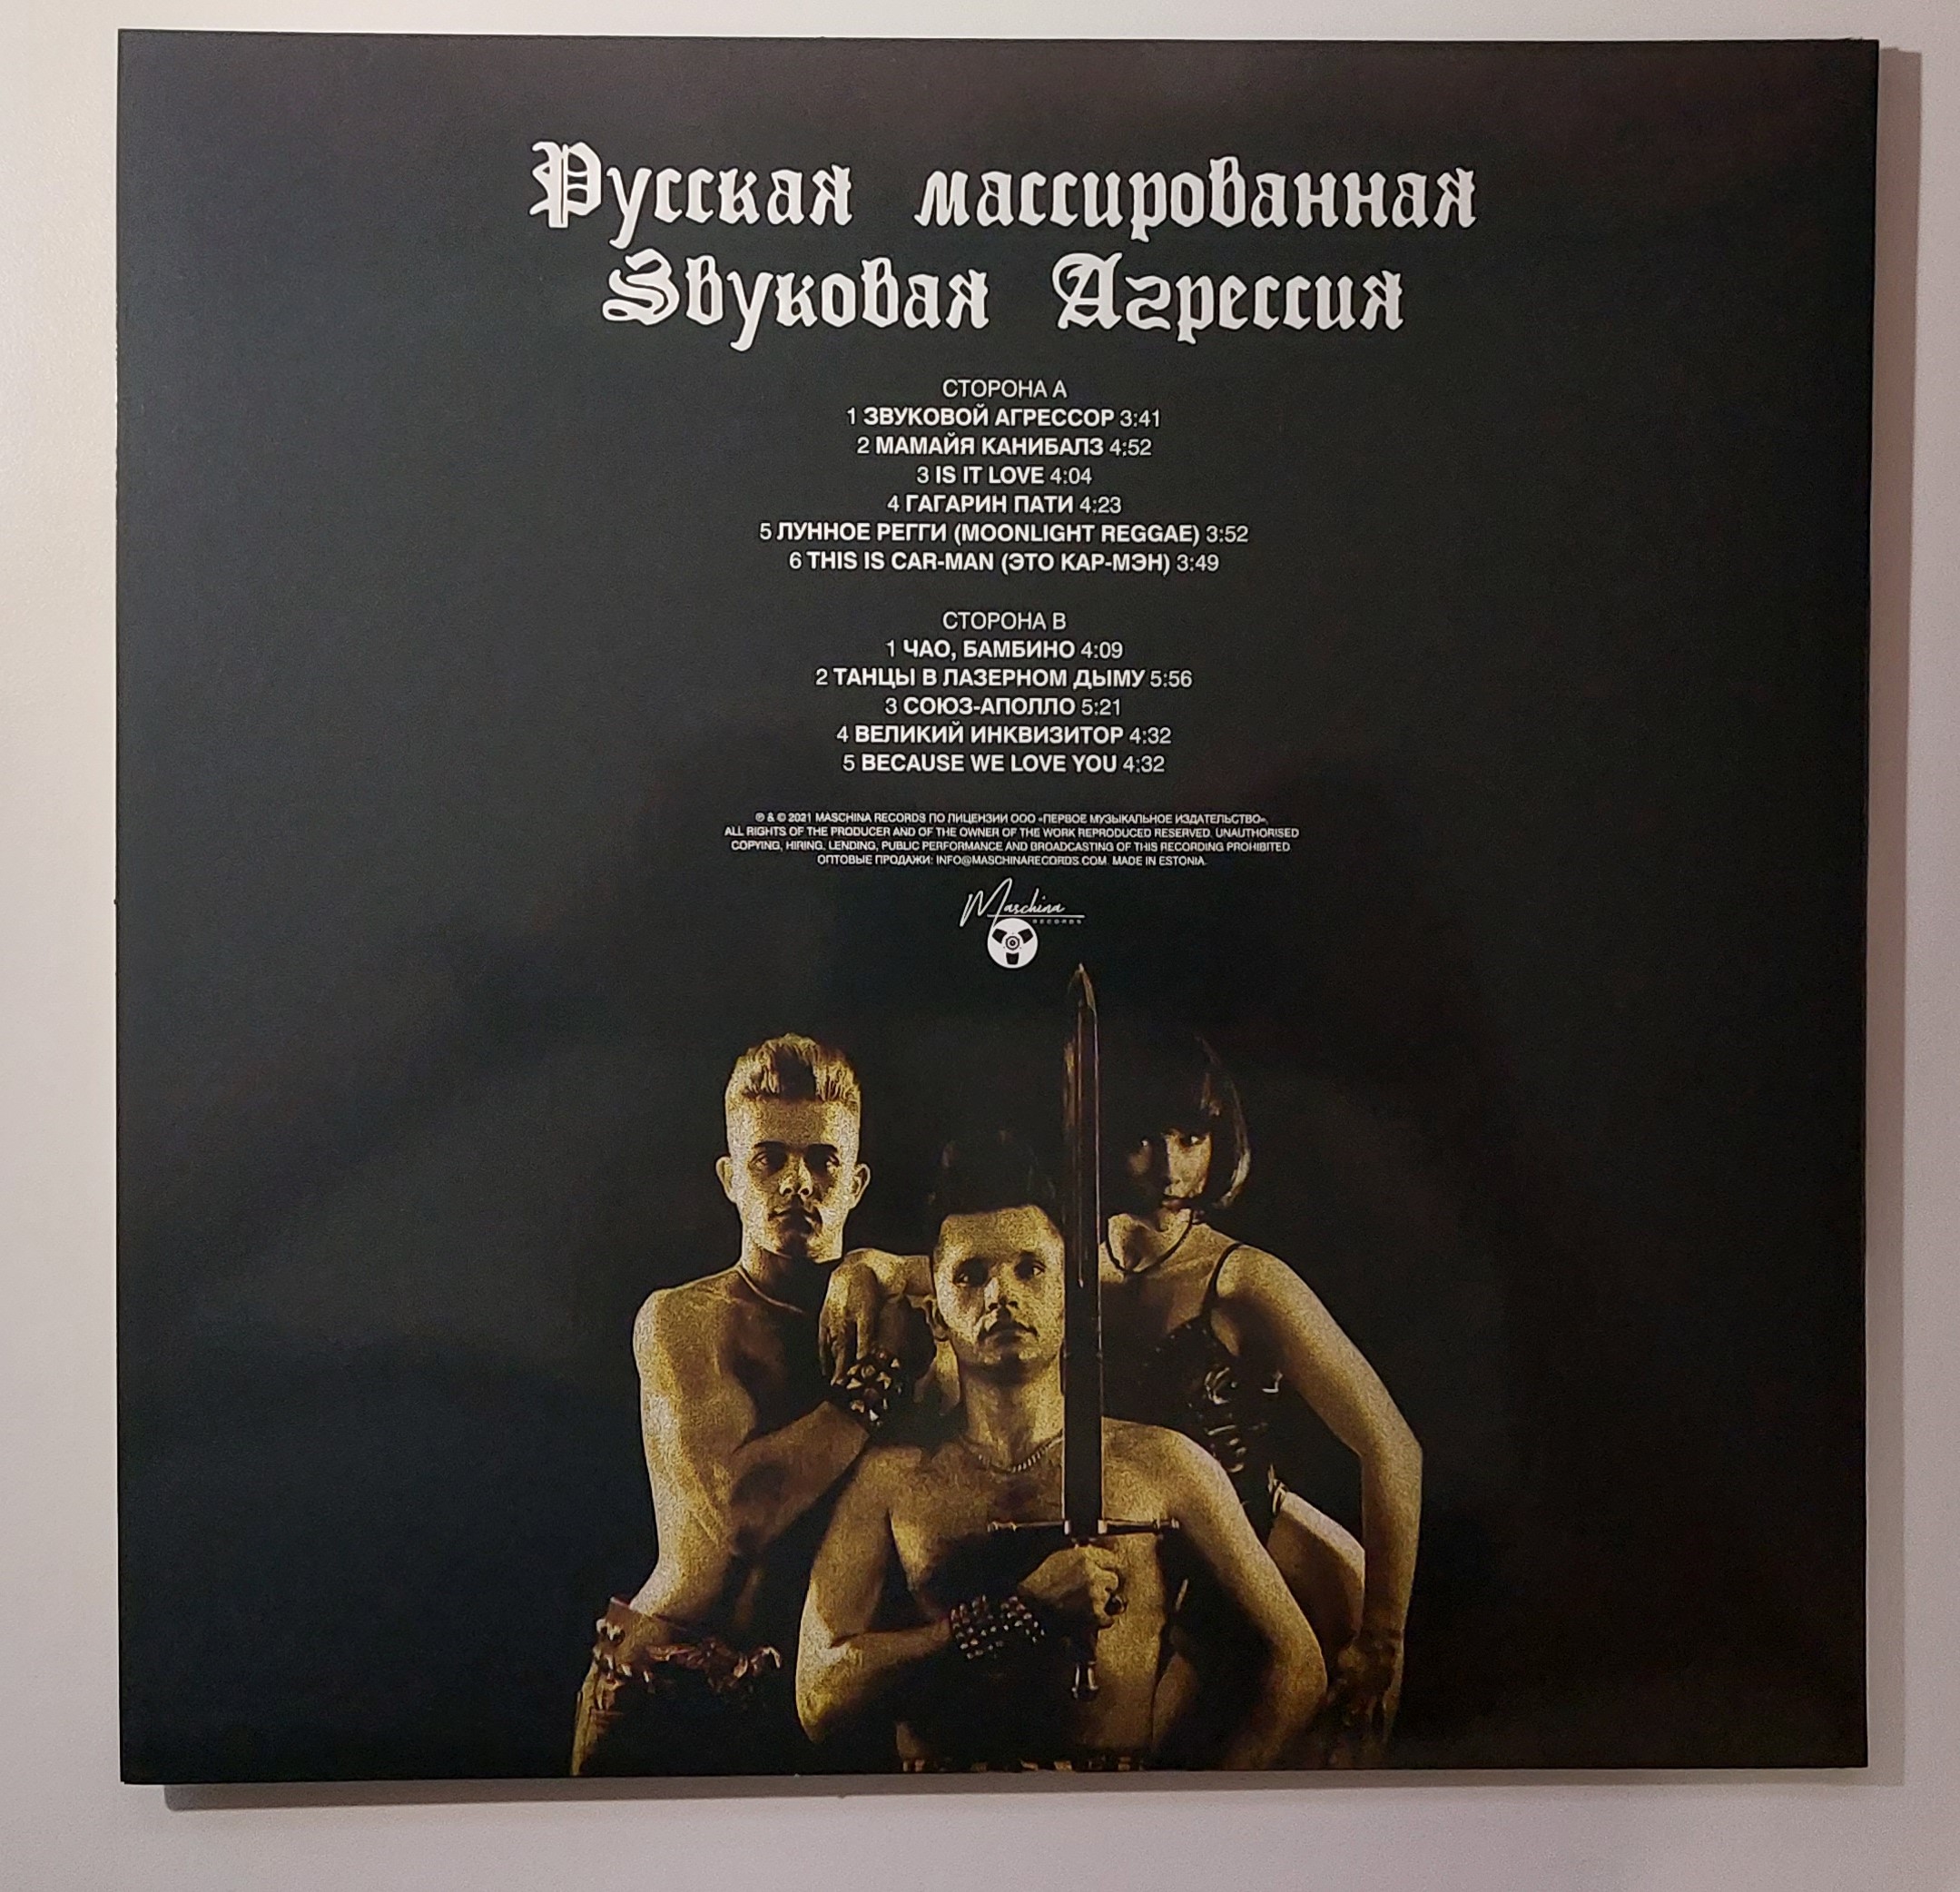 Русская массированная
Sвуковая Агрессия
СТОРОНА А
1 ЗВУКОВОЙ АГРЕССОР 3:41
2 МАМАЙЯ КАНИБАЛЗ 4:52
3 IS IT LOVE 4:04
4 ГАГАРИН ПАТИ 4:23
5 ЛУННОЕ РЕГГИ (MOONLIGHT REGGAE) 3:52
6 THIS IS CAR-MAN (ЭТО КАР-МЭН) 3:49
СТОРОНА В
1 ЧАО, БАМБИНО 4:09
2 ТАНЦЫ В ЛАЗЕРНОМ ДЫМУ 5:56
3 СОЮЗ-АПОЛЛО 5:21
4 ВЕЛИКИЙ ИНКВИЗИТОР 4:32
5 BECAUSE WE LOVE YOU 4:32
℗ & © 2021 MASCHINA RECORDS ПО ЛИЦЕНЗИИ ООО «ПЕРВОЕ МУЗЫКАЛЬНОЕ ИЗДАТЕЛЬСТВО».
ALL RIGHTS OF THE PRODUCER AND OF THE OWNER OF THE WORK REPRODUCED RESERVED. UNAUTHORISED
COPYING, HIRING, LENDING, PUBLIC PERFORMANCE AND BROADCASTING OF THIS RECORDING PROHIBITED.
ОПТОВЫЕ ПРОДАЖИ: INFO@MASCHINARECORDS.COM. MADE IN ESTONIA.
Maschina
RECORDS